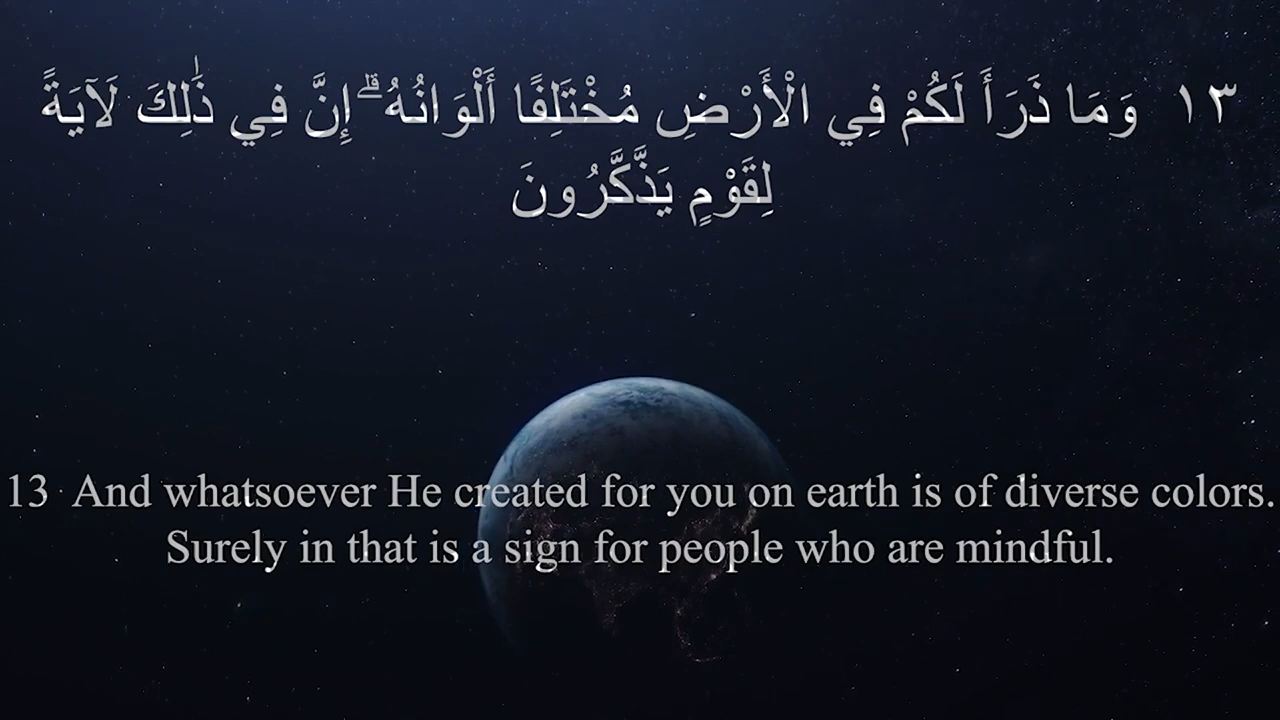 ١٣ وَمَا ذَرَأَ لَكُمْ فِي الْأَرْضِ مُخْتَلِفًا أَلْوَانُهُ ۗ إِنَّ فِي ذَٰلِكَ لَآيَةً
لِقَوْمٍ يَذَّكَّرُونَ
13 And whatsoever He created for you on earth is of diverse colors.
Surely in that is a sign for people who are mindful.